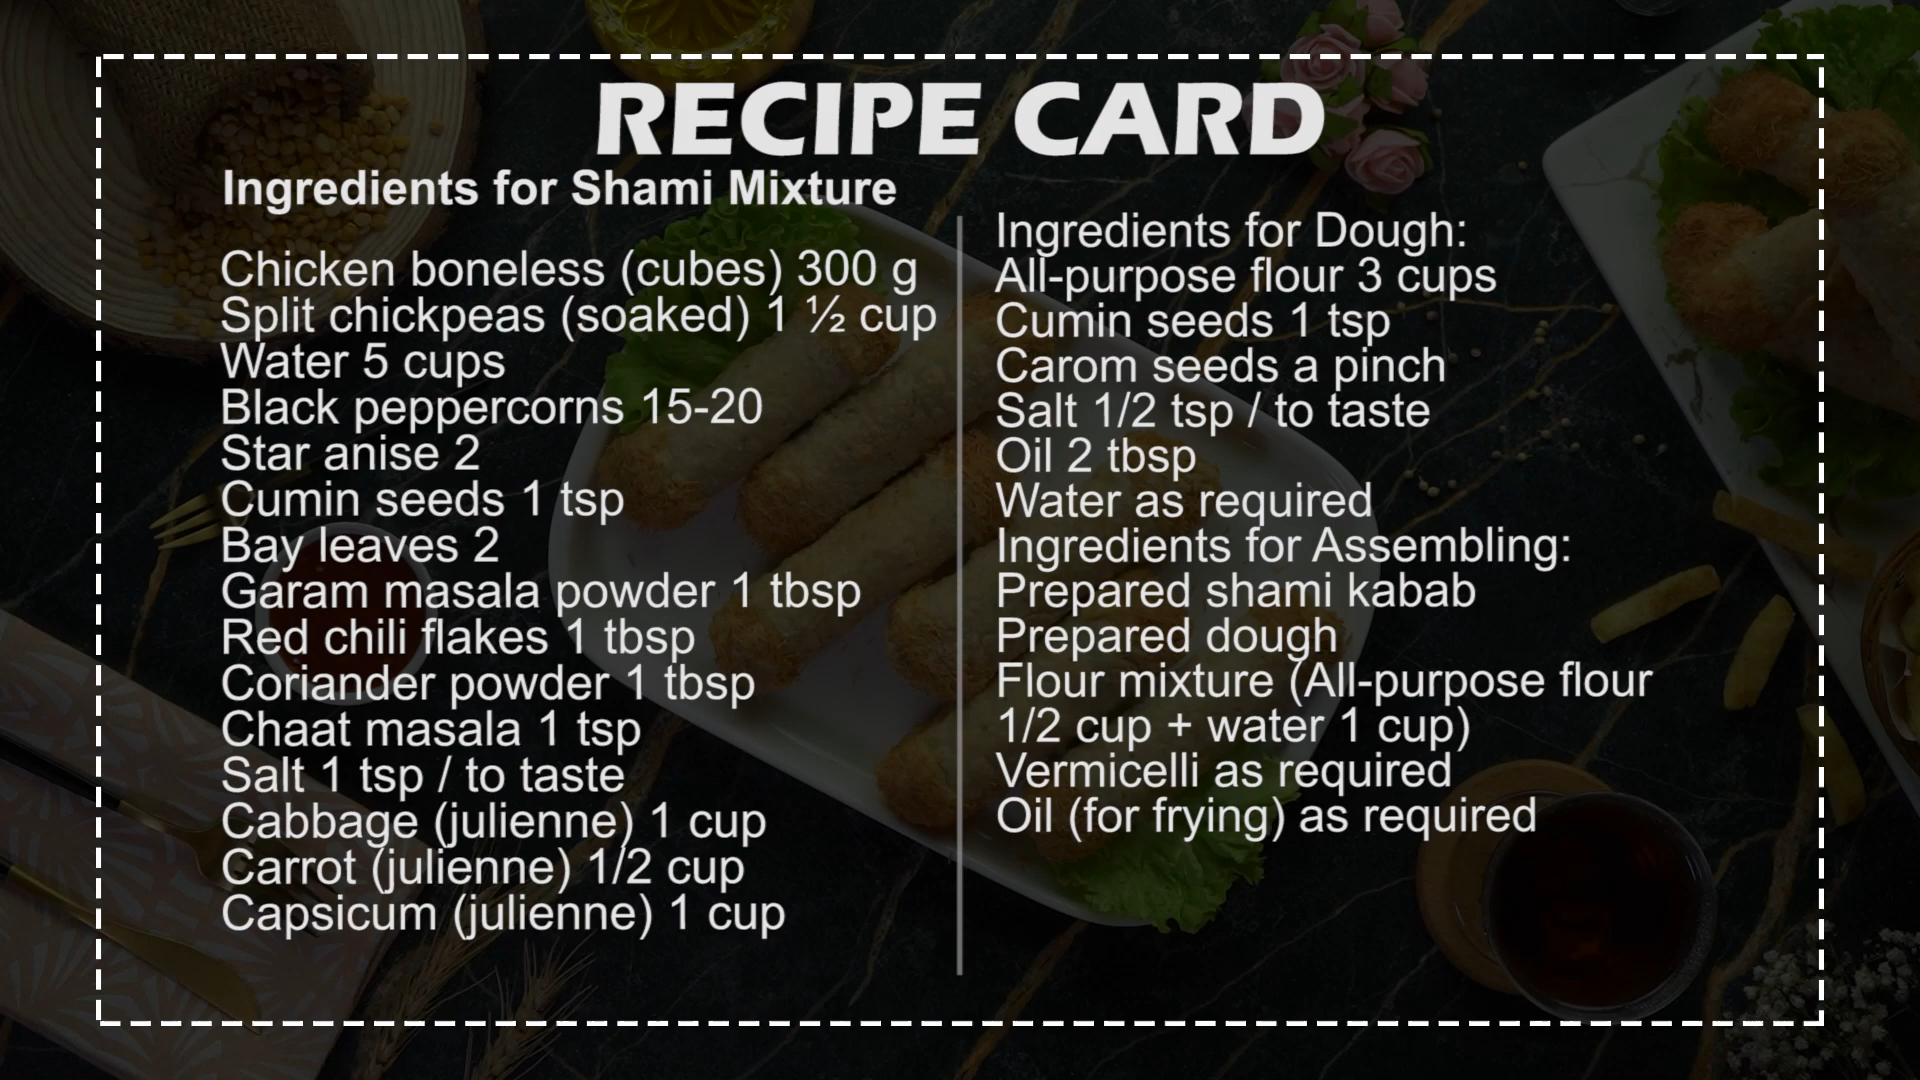 RECIPE CARD
Ingredients for Shami Mixture
Chicken boneless (cubes) 300 g
Split chickpeas (soaked) 1 ½ cup
Water 5 cups
Black peppercorns 15-20
Star anise 2
Cumin seeds 1 tsp
Bay leaves 2
Garam masala powder 1 tbsp
Red chili flakes 1 tbsp
Coriander powder 1 tbsp
Chaat masala 1 tsp
Salt 1 tsp / to taste
Cabbage (julienne) 1 cup
Carrot (julienne) 1/2 cup
Capsicum (julienne) 1 cup
Ingredients for Dough:
All-purpose flour 3 cups
Cumin seeds 1 tsp
Carom seeds a pinch
Salt 1/2 tsp / to taste
Oil 2 tbsp
Water as required
Ingredients for Assembling:
Prepared shami kabab
Prepared dough
Flour mixture (All-purpose flour
1/2 cup + water 1 cup)
Vermicelli as required
Oil (for frying) as required